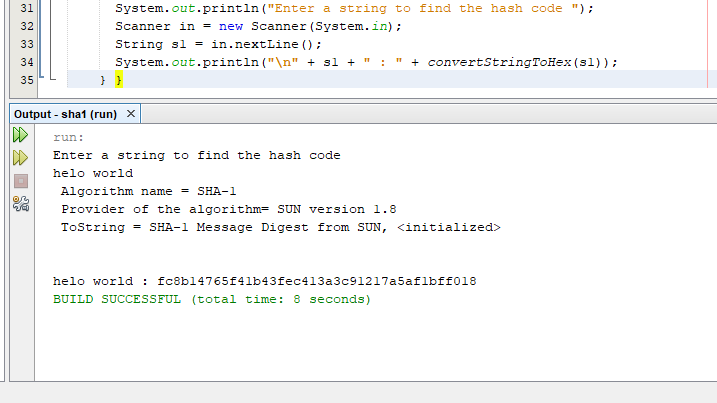 31 System.out.println("Enter a string to find the hash code ");
32 Scanner in = new Scanner(System.in);
33 String s1 = in.nextLine();
34 System.out.println("\n" + s1 + " : " + convertStringToHex(s1));
35 } }
Output - sha1 (run) ×
run:
Enter a string to find the hash code
helo world
Algorithm name = SHA-1
Provider of the algorithm= SUN version 1.8
ToString = SHA-1 Message Digest from SUN, <initialized>
helo world : fc8b14765f41b43fec413a3c91217a5af1bff018
BUILD SUCCESSFUL (total time: 8 seconds)